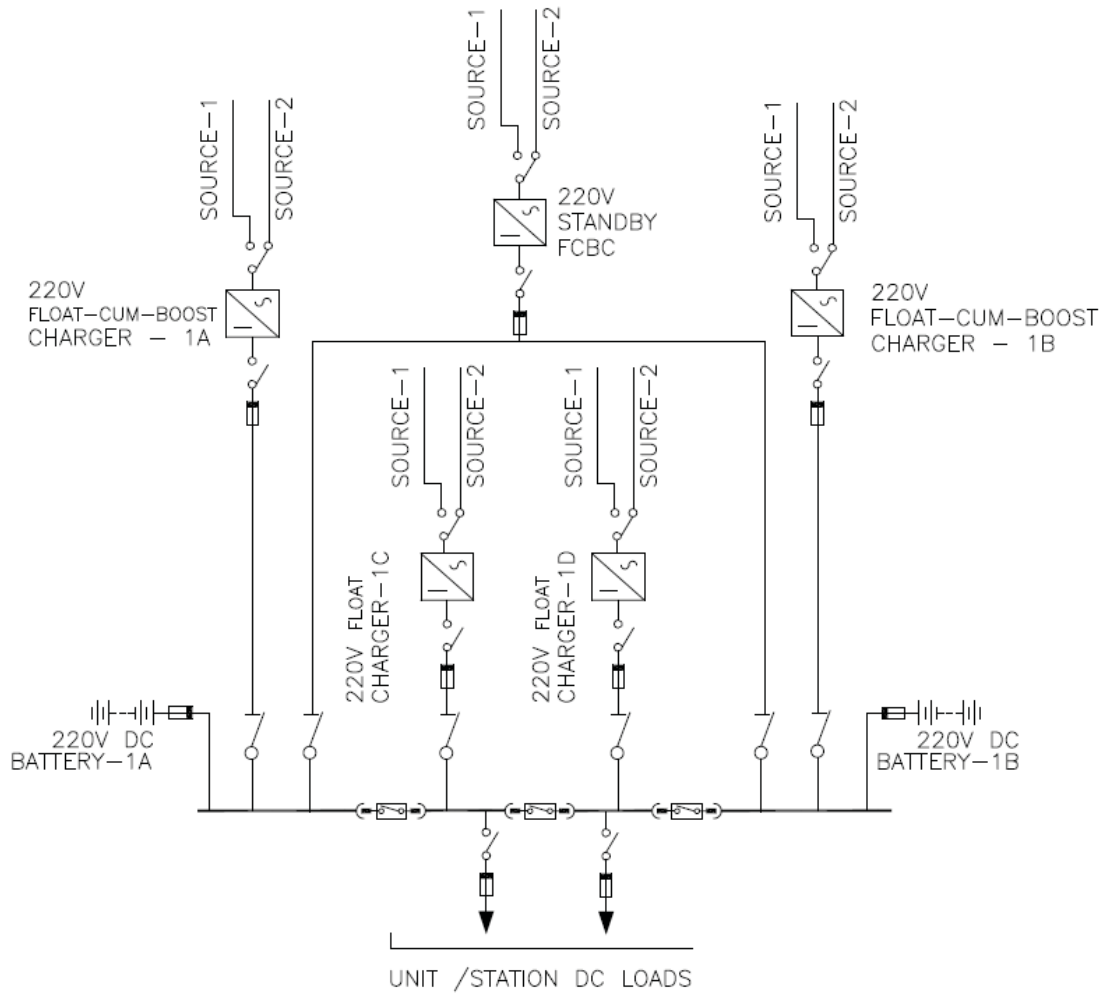 SOURCE-1
SOURCE-2
220V
STANDBY
FCBC
SOURCE-1
SOURCE-2
220V
FLOAT-CUM-BOOST
CHARGER - 1A
SOURCE-1
SOURCE-2
220V
FLOAT-CUM-BOOST
CHARGER - 1B
SOURCE-1
SOURCE-2
220V FLOAT
CHARGER-1C
SOURCE-1
SOURCE-2
220V FLOAT
CHARGER-1D
220V DC
BATTERY-1A
220V DC
BATTERY-1B
UNIT /STATION DC LOADS